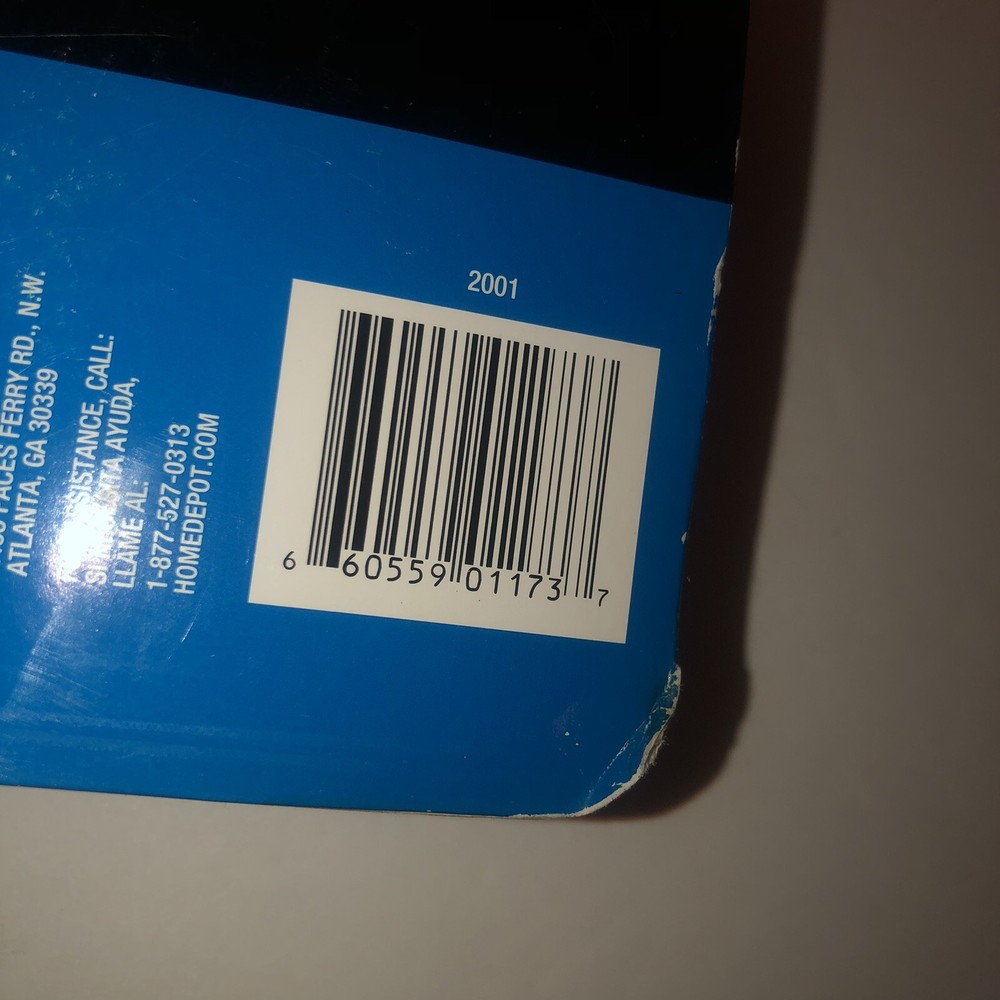 PACES FERRY RD., N.W.
ATLANTA, GA 30339
CALL:
AYUDA,
LLAME AL:
1-877-527-0313
HOMEDEPOT.COM
2001
6 60559 01173 7